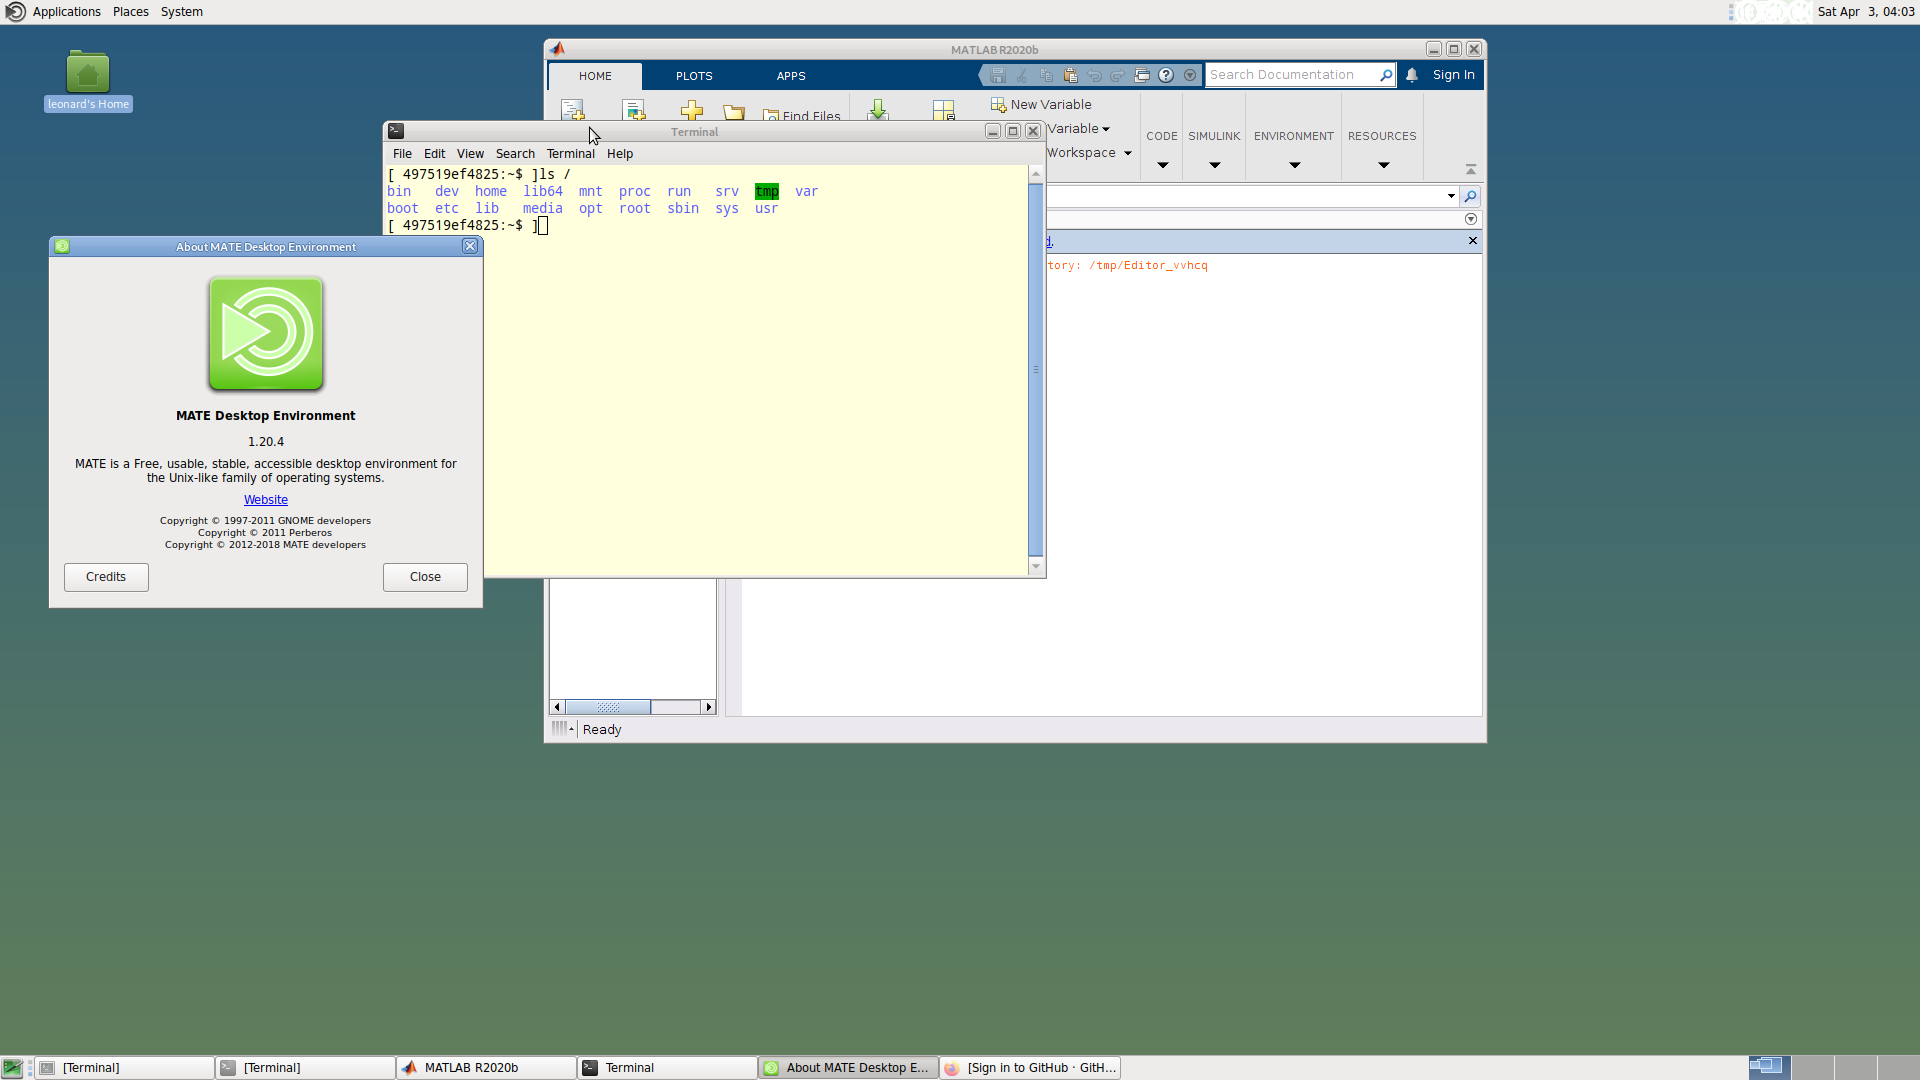 Applications Places System
Sat Apr 3, 04:03
leonard's Home
MATLAB R2020b
HOME PLOTS APPS
Search Documentation
Sign In
Find Files
New Variable
Variable
Workspace
CODE SIMULINK ENVIRONMENT RESOURCES
Terminal
File Edit View Search Terminal Help
[ 497519ef4825:~$ ]ls /
bin dev home lib64 mnt proc run srv tmp var
boot etc lib media opt root sbin sys usr
[ 497519ef4825:~$ ]
tory: /tmp/Editor_vvhcq
About MATE Desktop Environment
MATE Desktop Environment
1.20.4
MATE is a Free, usable, stable, accessible desktop environment for
the Unix-like family of operating systems.
Website
Copyright © 1997-2011 GNOME developers
Copyright © 2011 Perberos
Copyright © 2012-2018 MATE developers
Credits Close
Ready
[Terminal]
[Terminal]
MATLAB R2020b
Terminal
About MATE Desktop E...
[Sign in to GitHub · GitH...